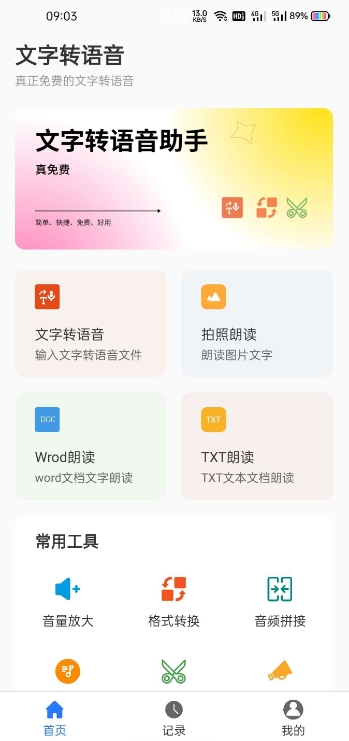 09:03
13.0
KB/S
HD
4G
5G
89%
文字转语音
真正免费的文字转语音
文字转语音助手
真免费
简单、快捷、免费、好用
文字转语音
输入文字转语音文件
拍照朗读
朗读图片文字
DOC
Wrod朗读
word文档文字朗读
TXT
TXT朗读
TXT文本文档朗读
常用工具
音量放大
格式转换
音频拼接
首页
记录
我的